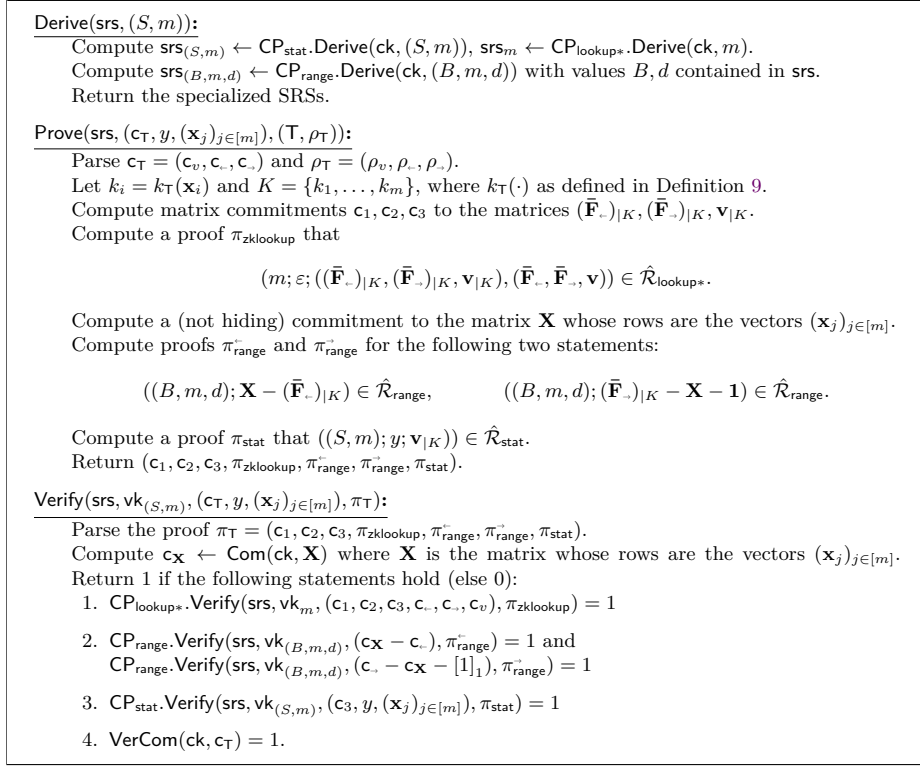 Derive(srs, (S, m)):
Compute srs_(S,m) ← CP_stat.Derive(ck, (S, m)), srs_m ← CP_lookup∗.Derive(ck, m).
Compute srs_(B,m,d) ← CP_range.Derive(ck, (B, m, d)) with values B, d contained in srs.
Return the specialized SRSs.
Prove(srs, (c_T, y, (x_j)_{j∈[m]}), (T, ρ_T)):
Parse c_T = (c_v, c_←, c_→) and ρ_T = (ρ_v, ρ_←, ρ_→).
Let k_i = k_T(x_i) and K = {k_1, . . . , k_m}, where k_T(·) as defined in Definition 9.
Compute matrix commitments c_1, c_2, c_3 to the matrices (F̄_←)_|K, (F̄_→)_|K, v_|K.
Compute a proof π_zklookup that
(m; ε; ((F̄_←)_|K, (F̄_→)_|K, v_|K), (F̄_←, F̄_→, v)) ∈ R̂_lookup∗.
Compute a (not hiding) commitment to the matrix X whose rows are the vectors (x_j)_{j∈[m]}.
Compute proofs π^←_range and π^→_range for the following two statements:
((B, m, d); X − (F̄_←)_|K) ∈ R̂_range, ((B, m, d); (F̄_→)_|K − X − 1) ∈ R̂_range.
Compute a proof π_stat that ((S, m); y; v_|K)) ∈ R̂_stat.
Return (c_1, c_2, c_3, π_zklookup, π^←_range, π^→_range, π_stat).
Verify(srs, vk_(S,m), (c_T, y, (x_j)_{j∈[m]}), π_T):
Parse the proof π_T = (c_1, c_2, c_3, π_zklookup, π^←_range, π^→_range, π_stat).
Compute c_X ← Com(ck, X) where X is the matrix whose rows are the vectors (x_j)_{j∈[m]}.
Return 1 if the following statements hold (else 0):
1. CP_lookup∗.Verify(srs, vk_m, (c_1, c_2, c_3, c_←, c_→, c_v), π_zklookup) = 1
2. CP_range.Verify(srs, vk_(B,m,d), (c_X − c_←), π^←_range) = 1 and
CP_range.Verify(srs, vk_(B,m,d), (c_→ − c_X − [1]_1), π^→_range) = 1
3. CP_stat.Verify(srs, vk_(S,m), (c_3, y, (x_j)_{j∈[m]}), π_stat) = 1
4. VerCom(ck, c_T) = 1.